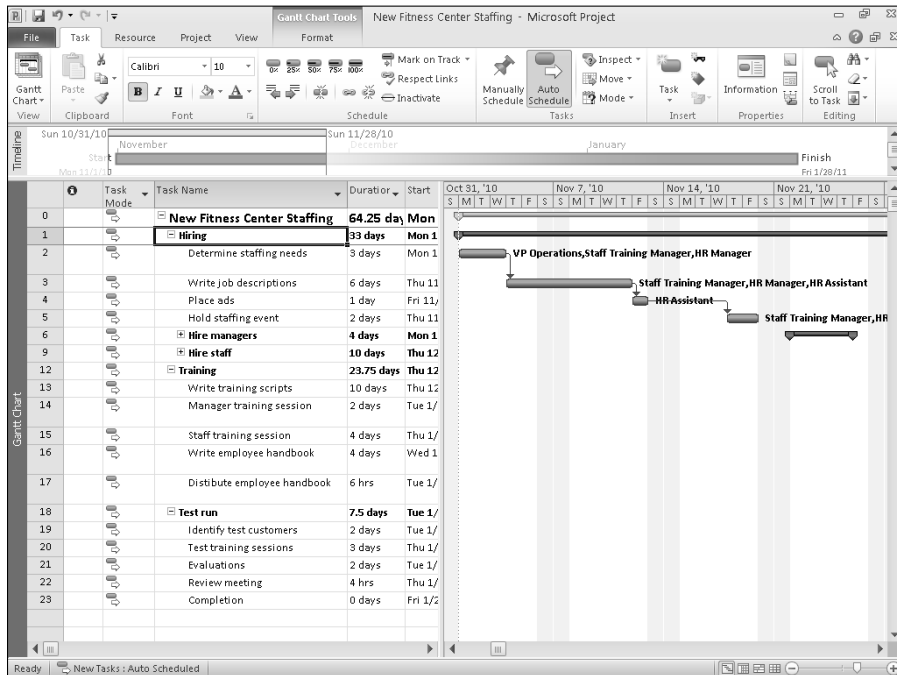 Gantt Chart Tools New Fitness Center Staffing - Microsoft Project
File Task Resource Project View Format
Gantt Chart Paste Calibri 10 B I U A
0% 25% 50% 75% 100% Mark on Track Respect Links Inactivate
Manually Schedule Auto Schedule Inspect Move Mode
Task Information Scroll to Task
View Clipboard Font Schedule Tasks Insert Properties Editing
Timeline
Sun 10/31/10 Sun 11/28/10
November December January
Start Finish
Mon 11/1/10 Fri 1/28/11
Task Mode Task Name Duration Start
Oct 31, '10 Nov 7, '10 Nov 14, '10 Nov 21, '10
S M T W T F S S M T W T F S S M T W T F S S M T W T F S
Gantt Chart
0 New Fitness Center Staffing 64.25 day Mon
1 Hiring 33 days Mon 1
2 Determine staffing needs 3 days Mon 1 VP Operations,Staff Training Manager,HR Manager
3 Write job descriptions 6 days Thu 11 Staff Training Manager,HR Manager,HR Assistant
4 Place ads 1 day Fri 11/ HR Assistant
5 Hold staffing event 2 days Thu 11 Staff Training Manager,HR
6 Hire managers 4 days Mon 1
9 Hire staff 10 days Thu 12
12 Training 23.75 days Thu 12
13 Write training scripts 10 days Thu 12
14 Manager training session 2 days Tue 1/
15 Staff training session 4 days Thu 1/
16 Write employee handbook 4 days Wed 1
17 Distibute employee handbook 6 hrs Tue 1/
18 Test run 7.5 days Tue 1/
19 Identify test customers 2 days Tue 1/
20 Test training sessions 3 days Thu 1/
21 Evaluations 2 days Tue 1/
22 Review meeting 4 hrs Thu 1/
23 Completion 0 days Fri 1/2
Ready New Tasks : Auto Scheduled